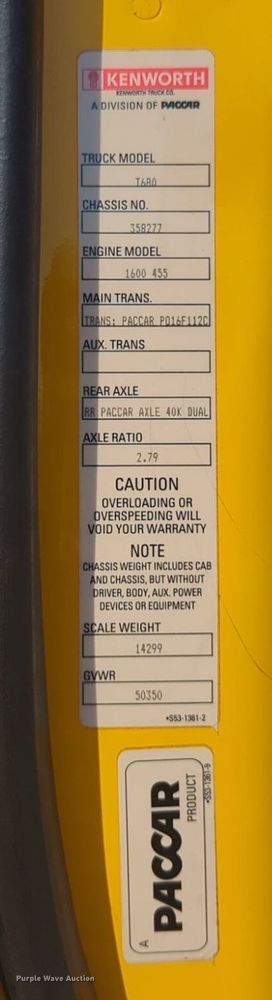 KENWORTH
KENWORTH TRUCK CO.
A DIVISION OF PACCAR
TRUCK MODEL
T680
CHASSIS NO.
358277
ENGINE MODEL
1600 455
MAIN TRANS.
TRANS: PACCAR PO16F112C
AUX. TRANS
REAR AXLE
RR PACCAR AXLE 40K DUAL
AXLE RATIO
2.79
CAUTION
OVERLOADING OR
OVERSPEEDING WILL
VOID YOUR WARRANTY
NOTE
CHASSIS WEIGHT INCLUDES CAB
AND CHASSIS, BUT WITHOUT
DRIVER, BODY, AUX. POWER
DEVICES OR EQUIPMENT
SCALE WEIGHT
14299
GVWR
50350
•S53-1361-2
A
PACCAR
PRODUCT
•S53-1361-9
Purple Wave Auction